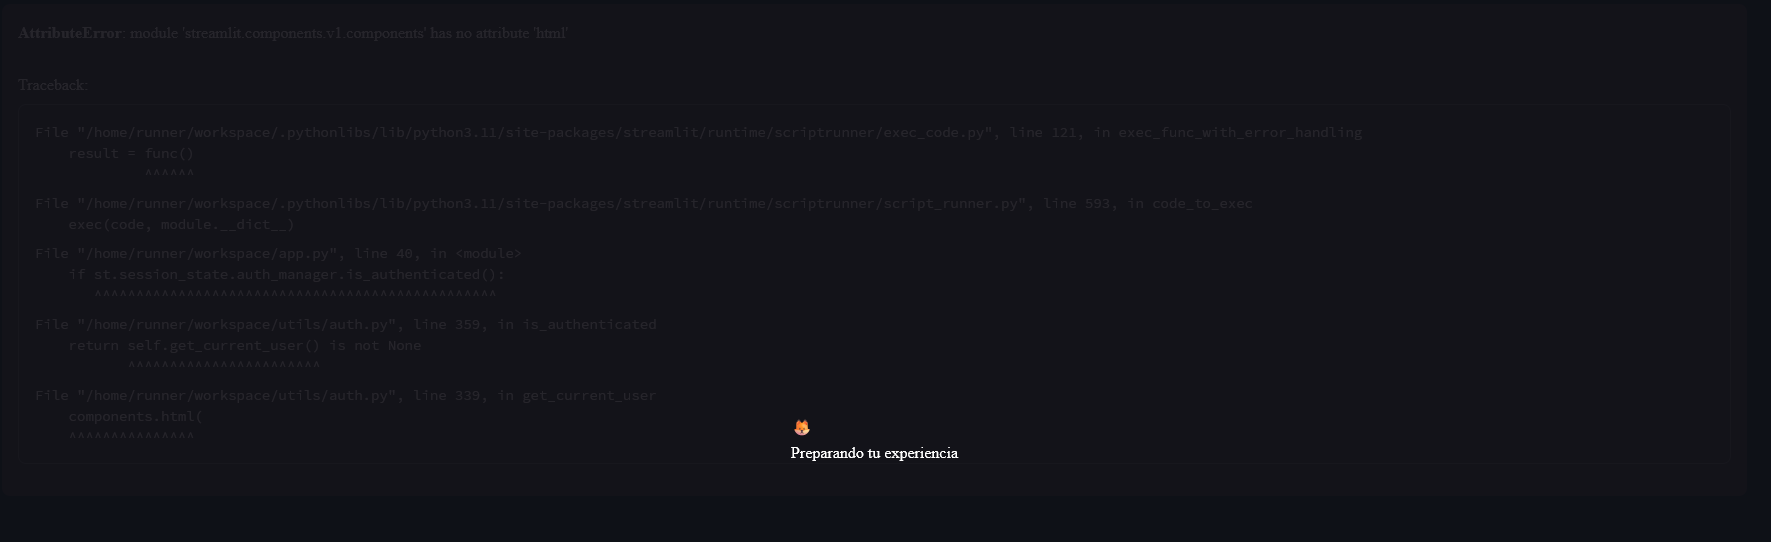 AttributeError: module 'streamlit.components.v1.components' has no attribute 'html'
Traceback:
File "/home/runner/workspace/.pythonlibs/lib/python3.11/site-packages/streamlit/runtime/scriptrunner/exec_code.py", line 121, in exec_func_with_error_handling
    result = func()
             ^^^^^^
File "/home/runner/workspace/.pythonlibs/lib/python3.11/site-packages/streamlit/runtime/scriptrunner/script_runner.py", line 593, in code_to_exec
    exec(code, module.__dict__)
File "/home/runner/workspace/app.py", line 40, in <module>
    if st.session_state.auth_manager.is_authenticated():
       ^^^^^^^^^^^^^^^^^^^^^^^^^^^^^^^^^^^^^^^^^^^^^^^^
File "/home/runner/workspace/utils/auth.py", line 359, in is_authenticated
    return self.get_current_user() is not None
           ^^^^^^^^^^^^^^^^^^^^^^^
File "/home/runner/workspace/utils/auth.py", line 339, in get_current_user
    components.html(
    ^^^^^^^^^^^^^^^
Preparando tu experiencia